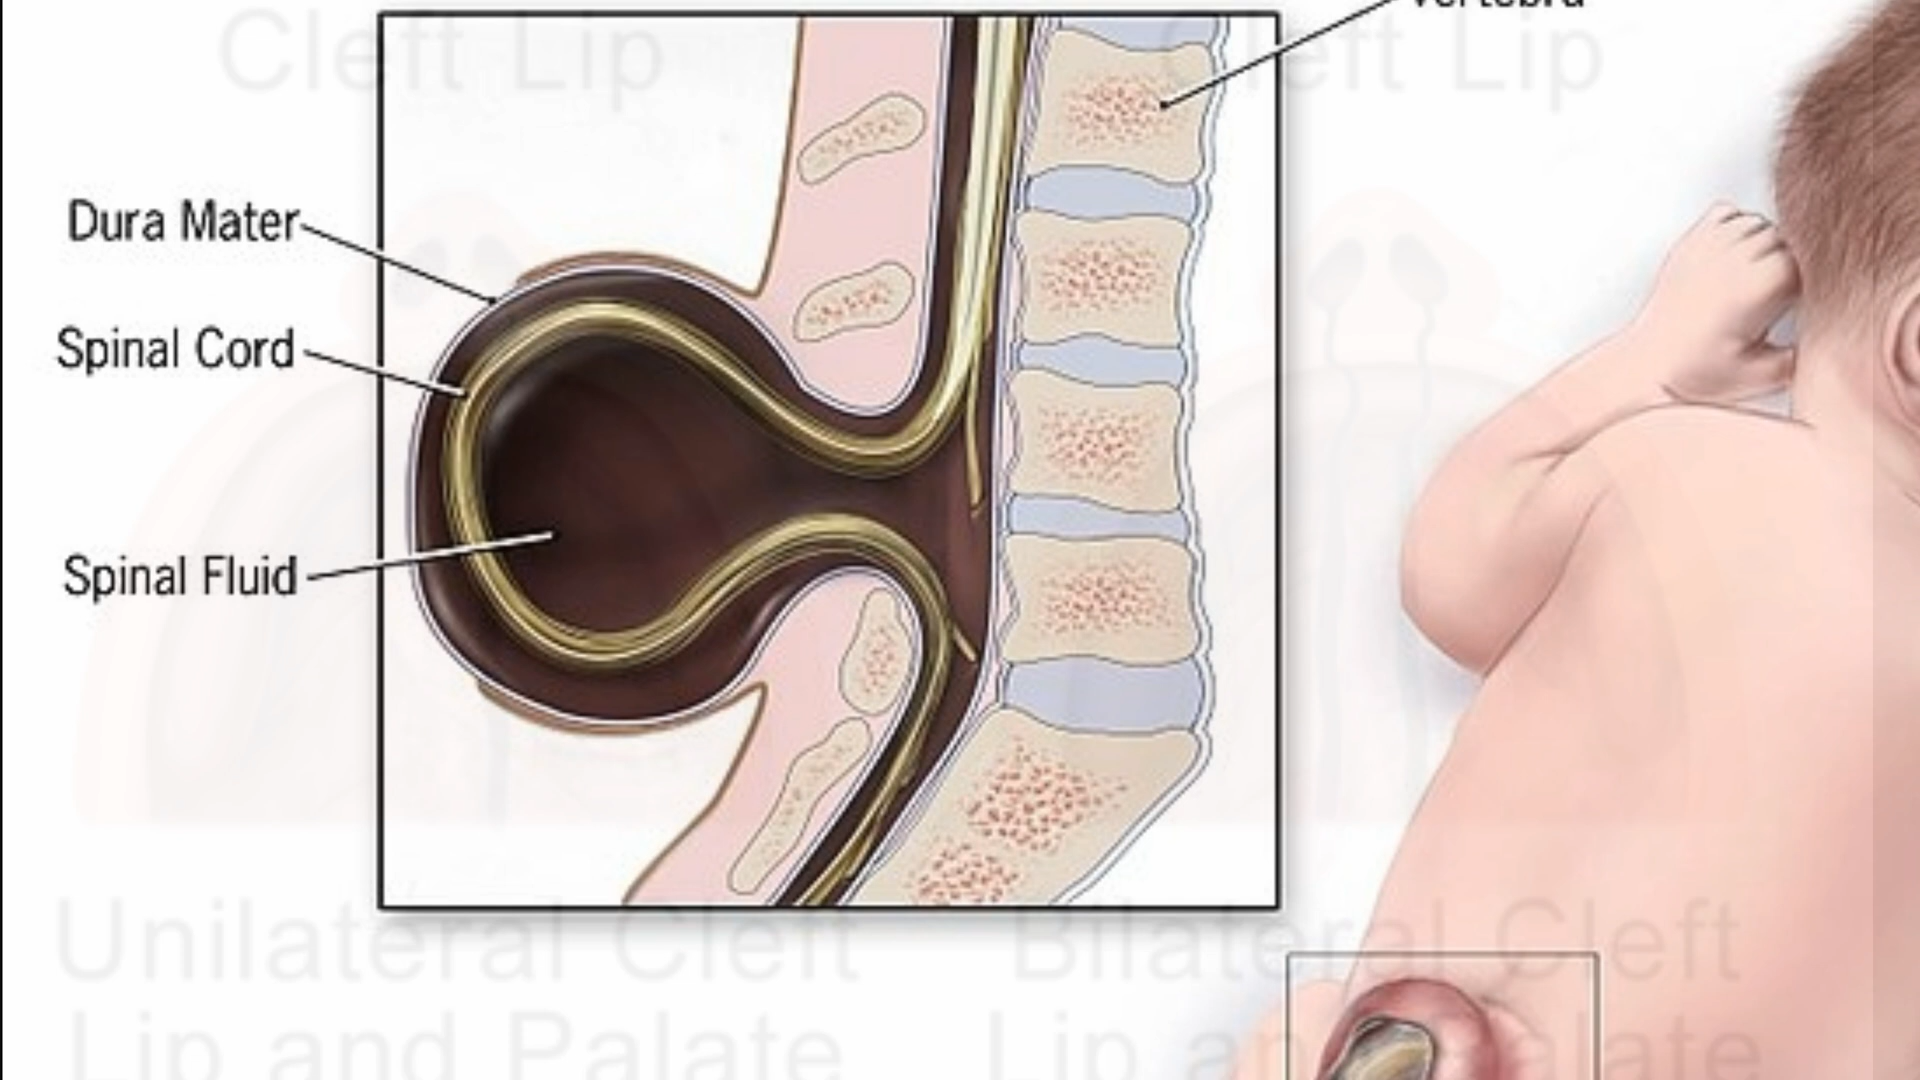 Cleft Lip
Cleft Lip
Vertebra
Dura Mater
Spinal Cord
Spinal Fluid
Unilateral Cleft
Lip and Palate
Bilateral Cleft
Lip and Palate